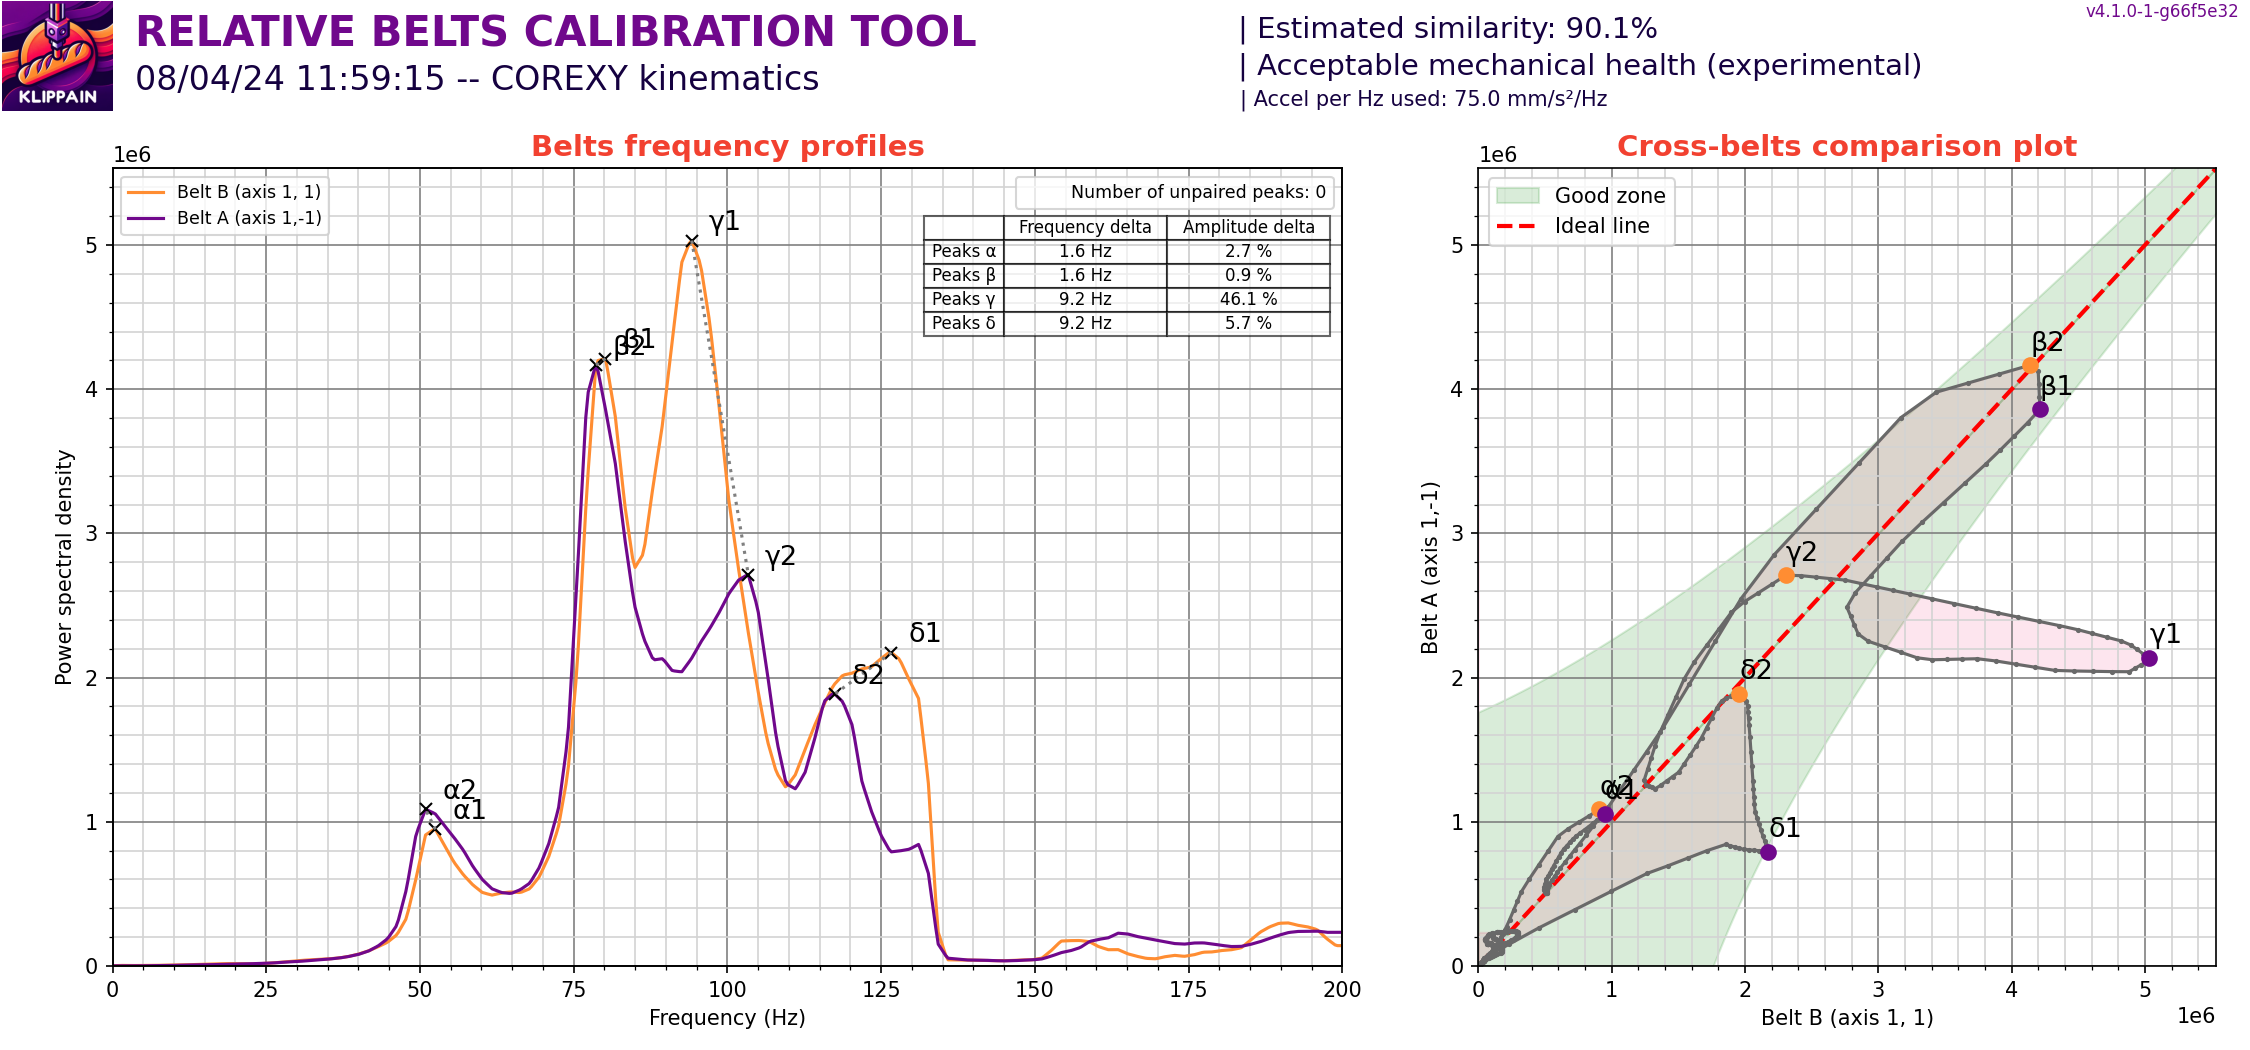 KLIPPAIN
RELATIVE BELTS CALIBRATION TOOL
08/04/24 11:59:15 -- COREXY kinematics
| Estimated similarity: 90.1%
| Acceptable mechanical health (experimental)
| Accel per Hz used: 75.0 mm/s²/Hz
v4.1.0-1-g66f5e32
Belts frequency profiles
1e6
Belt B (axis 1, 1)
Belt A (axis 1,-1)
Number of unpaired peaks: 0
Frequency delta Amplitude delta
Peaks α 1.6 Hz 2.7 %
Peaks β 1.6 Hz 0.9 %
Peaks γ 9.2 Hz 46.1 %
Peaks δ 9.2 Hz 5.7 %
γ1
β1
β2
γ2
δ1
δ2
α2
α1
5
4
3
2
1
0
Power spectral density
0 25 50 75 100 125 150 175 200
Frequency (Hz)
Cross-belts comparison plot
1e6
Good zone
Ideal line
β2
β1
γ2
γ1
δ2
α2
α1
δ1
5
4
3
2
1
0
Belt A (axis 1,-1)
0 1 2 3 4 5
Belt B (axis 1, 1)
1e6